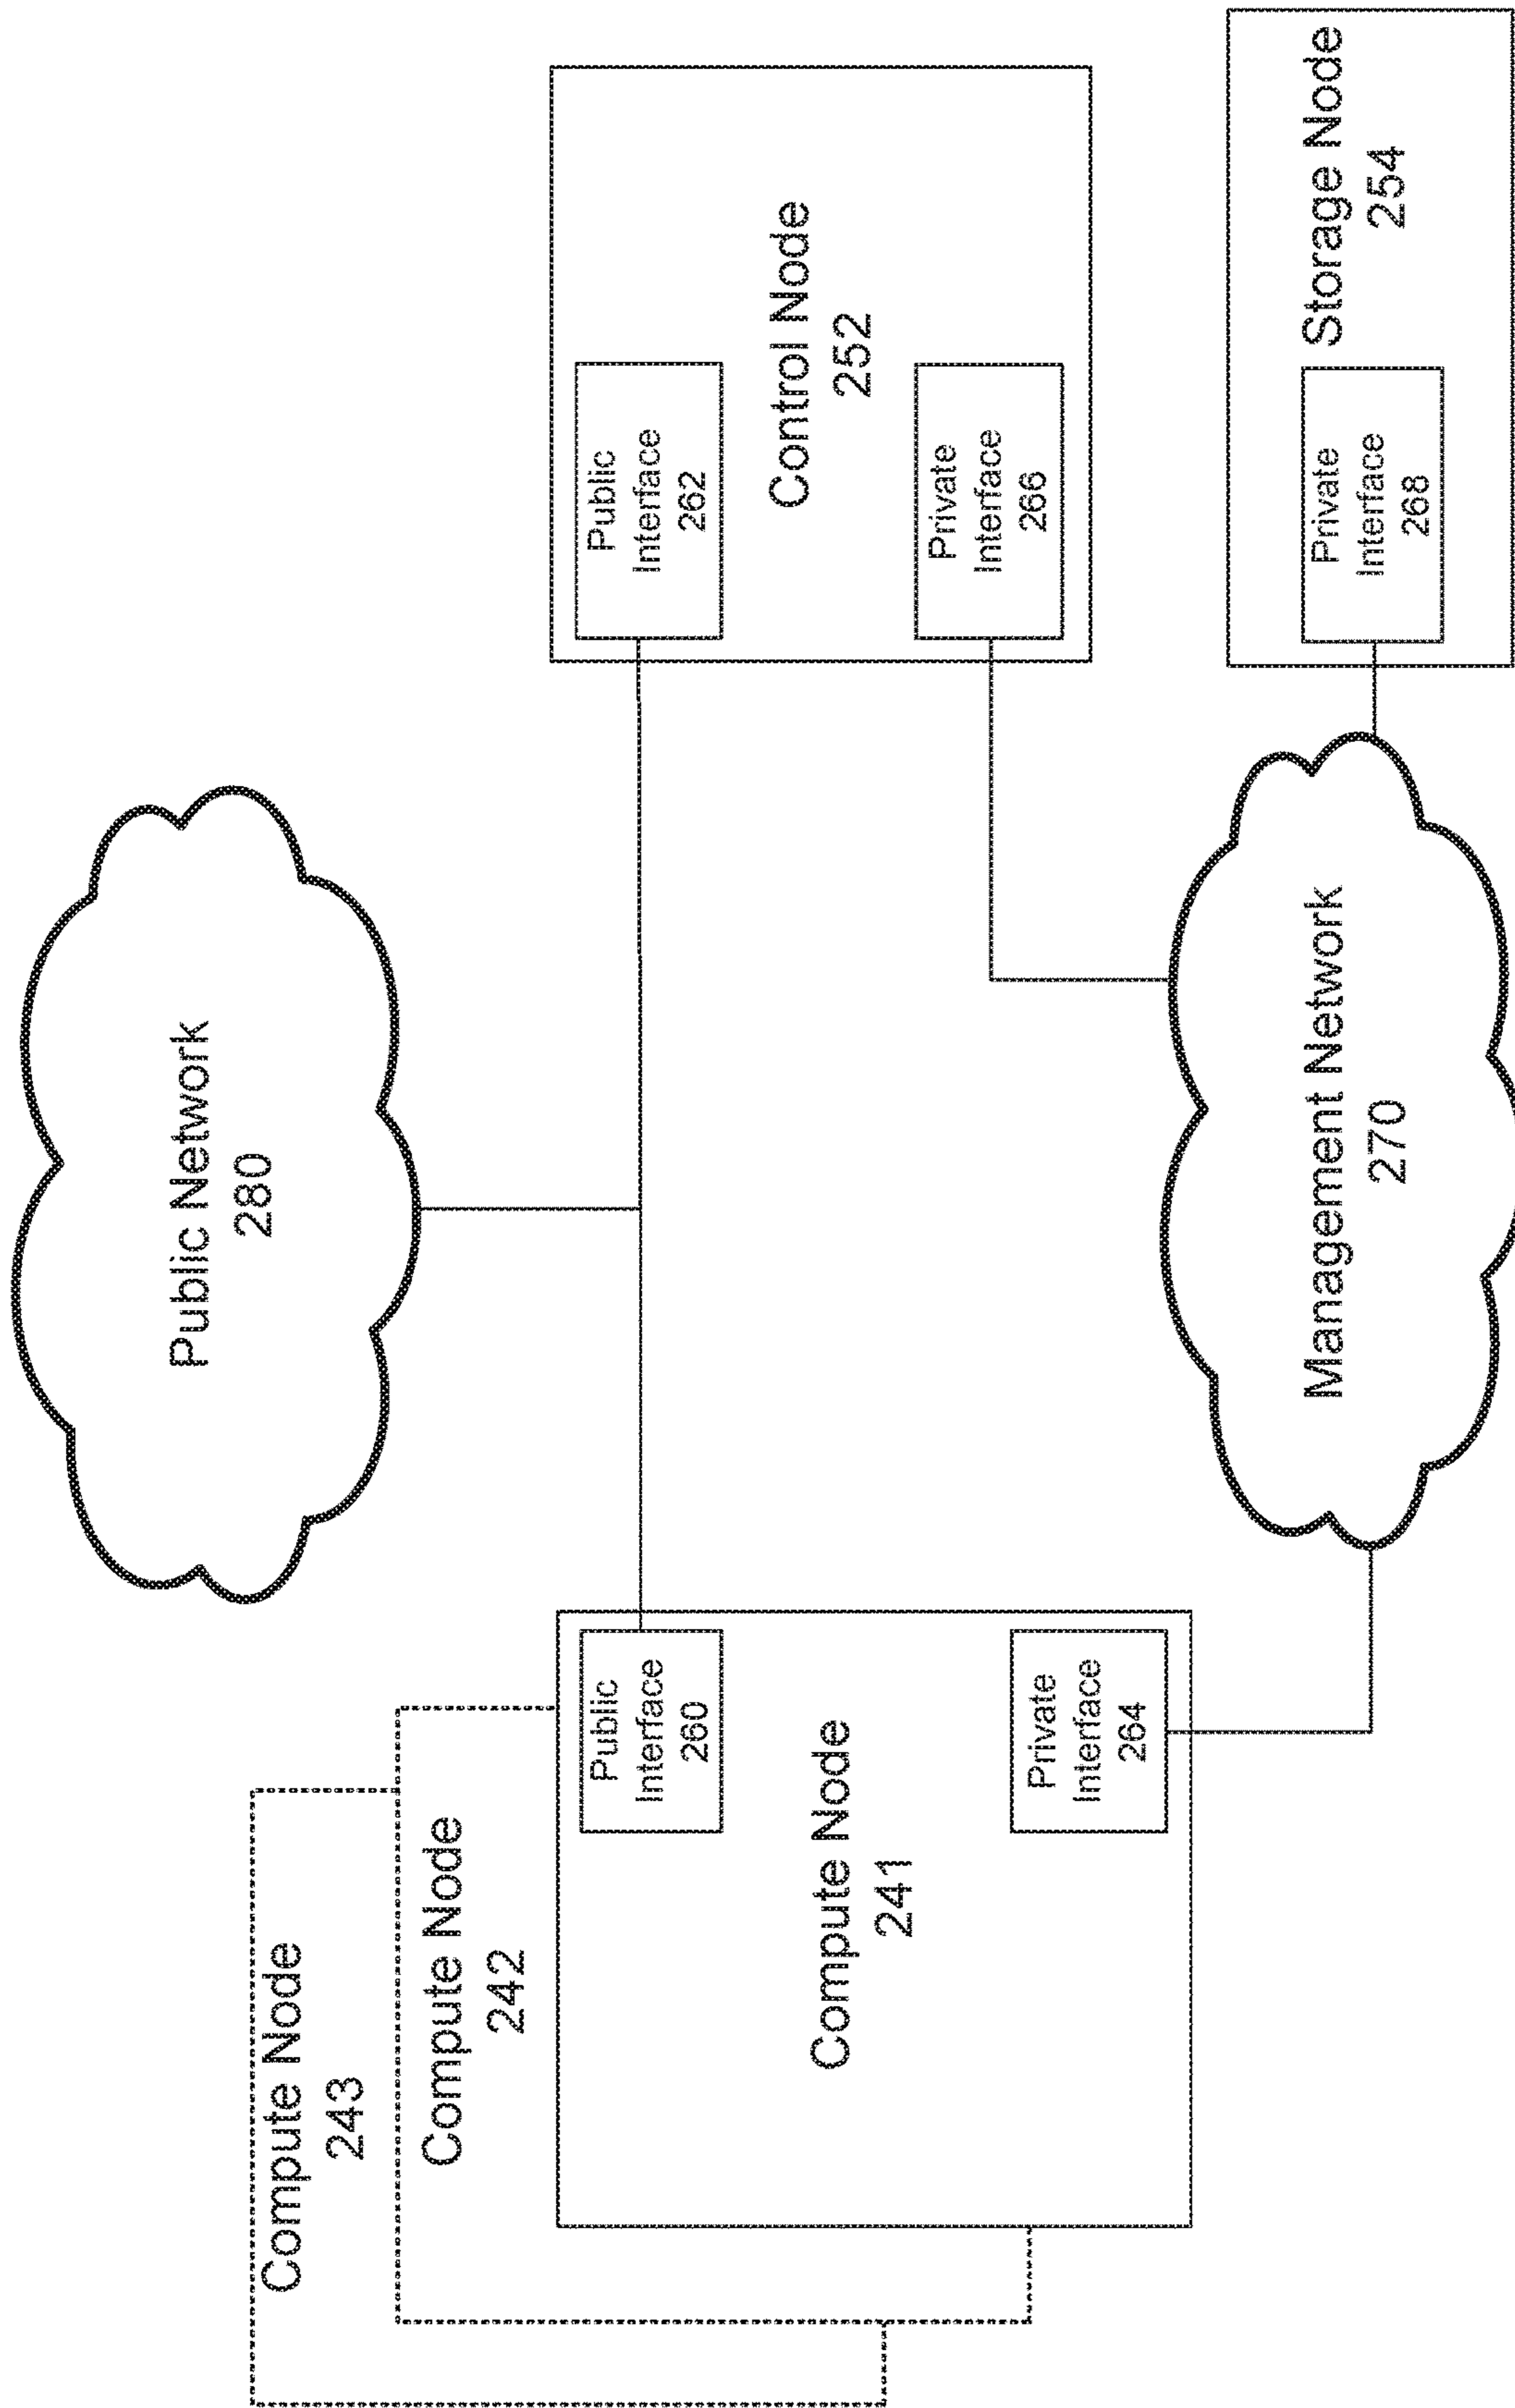 Public Network
280
Compute Node
243
Compute Node
242
Public
Interface
260
Compute Node
241
Private
Interface
264
Public
Interface
262
Control Node
252
Private
Interface
266
Management Network
270
Private
Interface
268
Storage Node
254